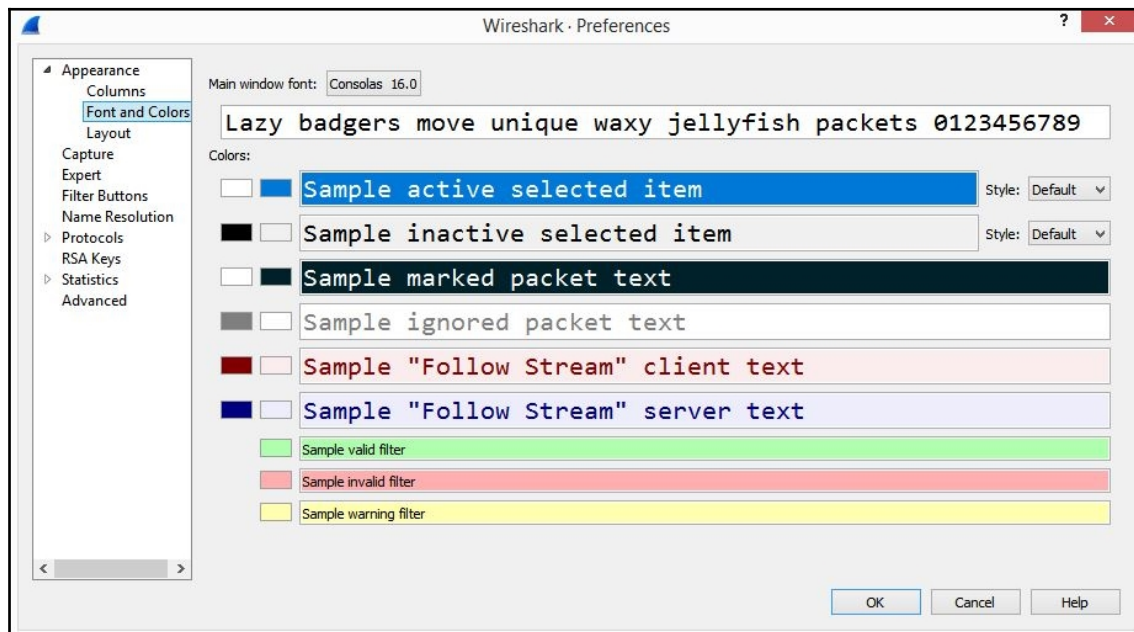 Wireshark · Preferences
?
×
Appearance
Columns
Font and Colors
Layout
Capture
Expert
Filter Buttons
Name Resolution
Protocols
RSA Keys
Statistics
Advanced
Main window font: Consolas 16.0
Lazy badgers move unique waxy jellyfish packets 0123456789
Colors:
Sample active selected item Style: Default
Sample inactive selected item Style: Default
Sample marked packet text
Sample ignored packet text
Sample "Follow Stream" client text
Sample "Follow Stream" server text
Sample valid filter
Sample invalid filter
Sample warning filter
OK Cancel Help